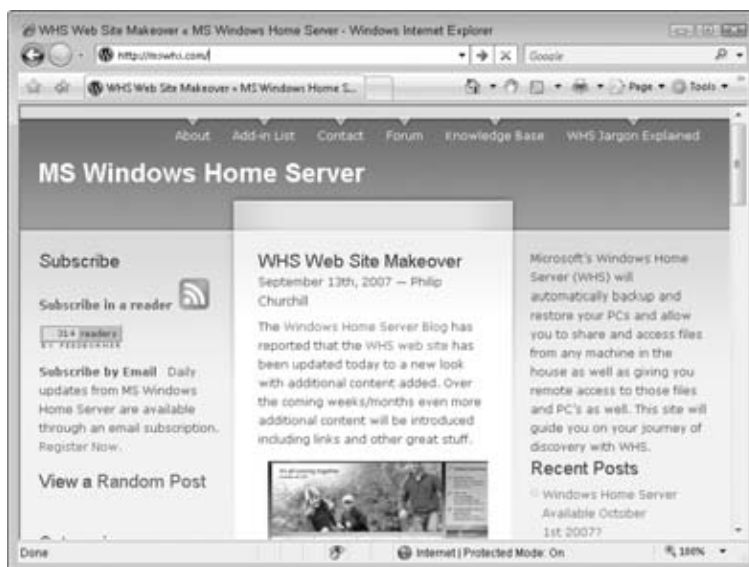 WHS Web Site Makeover « MS Windows Home Server - Windows Internet Explorer
http://mswhs.com/
Google
WHS Web Site Makeover « MS Windows Home S...
Page
Tools
About
Add-in List
Contact
Forum
Knowledge Base
WHS Jargon Explained
MS Windows Home Server
Subscribe
Subscribe in a reader
314 readers
BY FEEDBURNER
Subscribe by Email Daily
updates from MS Windows
Home Server are available
through an email subscription.
Register Now.
View a Random Post
WHS Web Site Makeover
September 13th, 2007 — Philip
Churchill
The Windows Home Server Blog has
reported that the WHS web site has
been updated today to a new look
with additional content added. Over
the coming weeks/months even more
additional content will be introduced
including links and other great stuff.
It's all coming together
Microsoft's Windows Home
Server (WHS) will
automatically backup and
restore your PCs and allow
you to share and access files
from any machine in the
house as well as giving you
remote access to those files
and PC's as well. This site will
guide you on your journey of
discovery with WHS.
Recent Posts
Windows Home Server
Available October
1st 2007?
Done
Internet | Protected Mode: On
100%